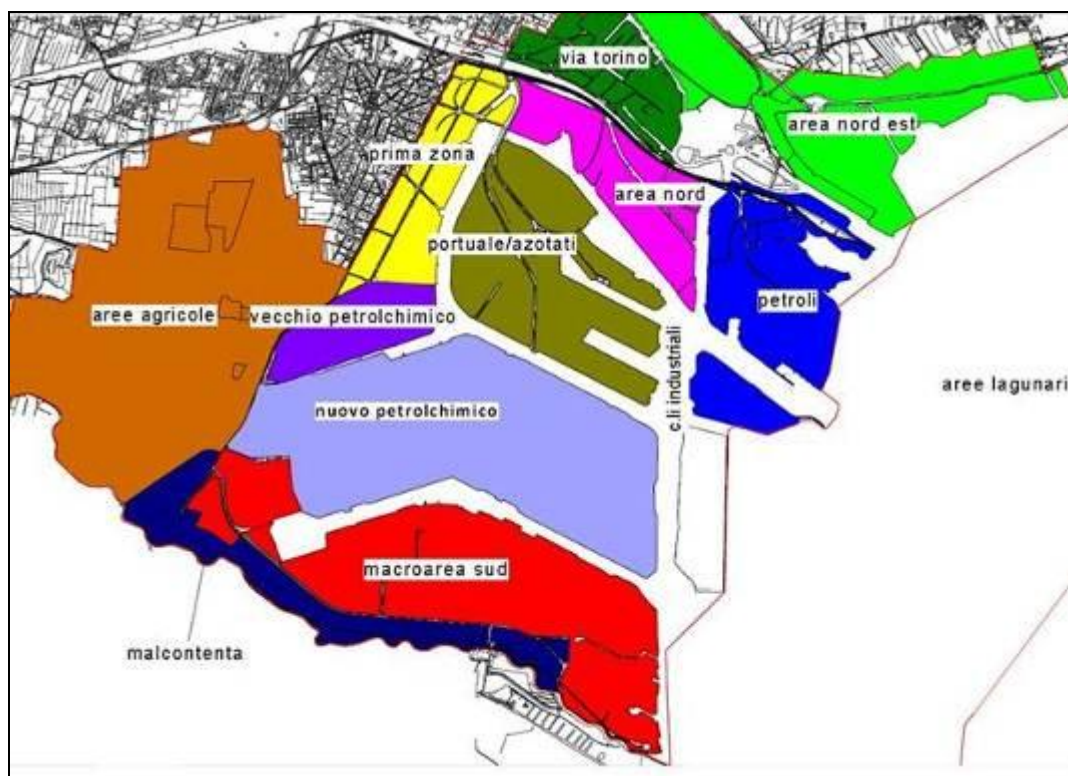 via torino
area nord est
prima zona
area nord
portuale/azotati
petroli
aree agricole
vecchio petrolchimico
c.li industriali
aree lagunari
nuovo petrolchimico
macroarea sud
malcontenta